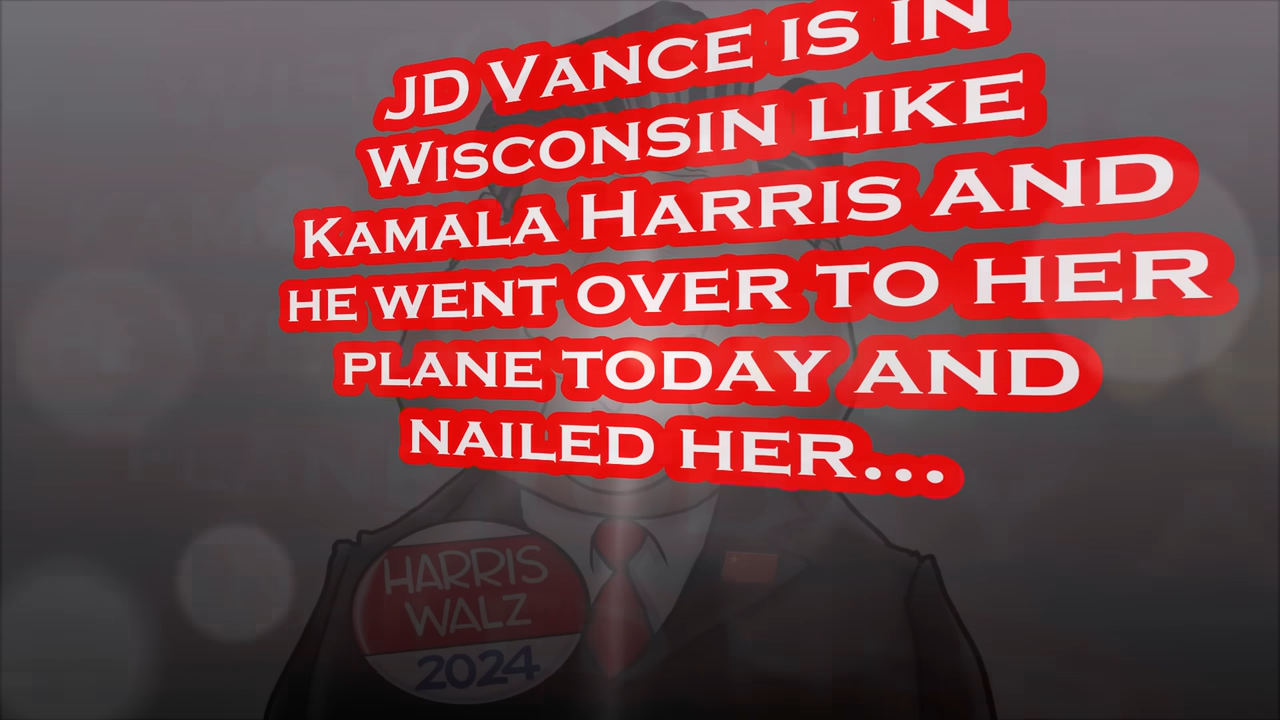 JD VANCE IS IN
WISCONSIN LIKE
KAMALA HARRIS AND
HE WENT OVER TO HER
PLANE TODAY AND
NAILED HER...
HARRIS
WALZ
2024